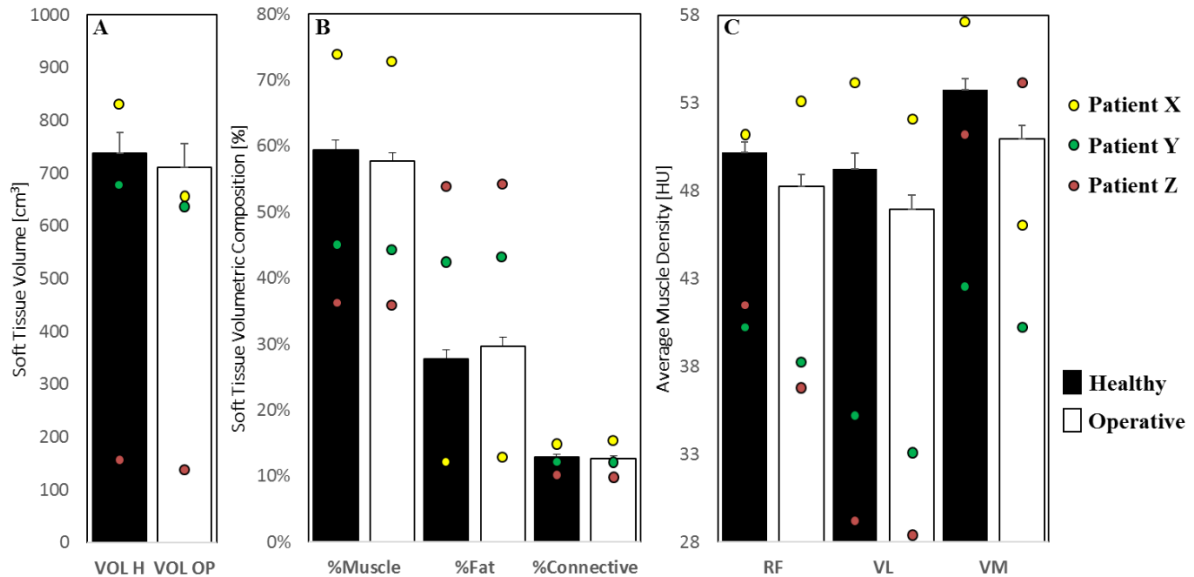 A
Soft Tissue Volume [cm³]
1000
900
800
700
600
500
400
300
200
100
0
VOL H VOL OP
B
Soft Tissue Volumetric Composition [%]
80%
70%
60%
50%
40%
30%
20%
10%
0%
%Muscle %Fat %Connective
C
Average Muscle Density [HU]
58
53
48
43
38
33
28
RF VL VM
Patient X
Patient Y
Patient Z
Healthy
Operative